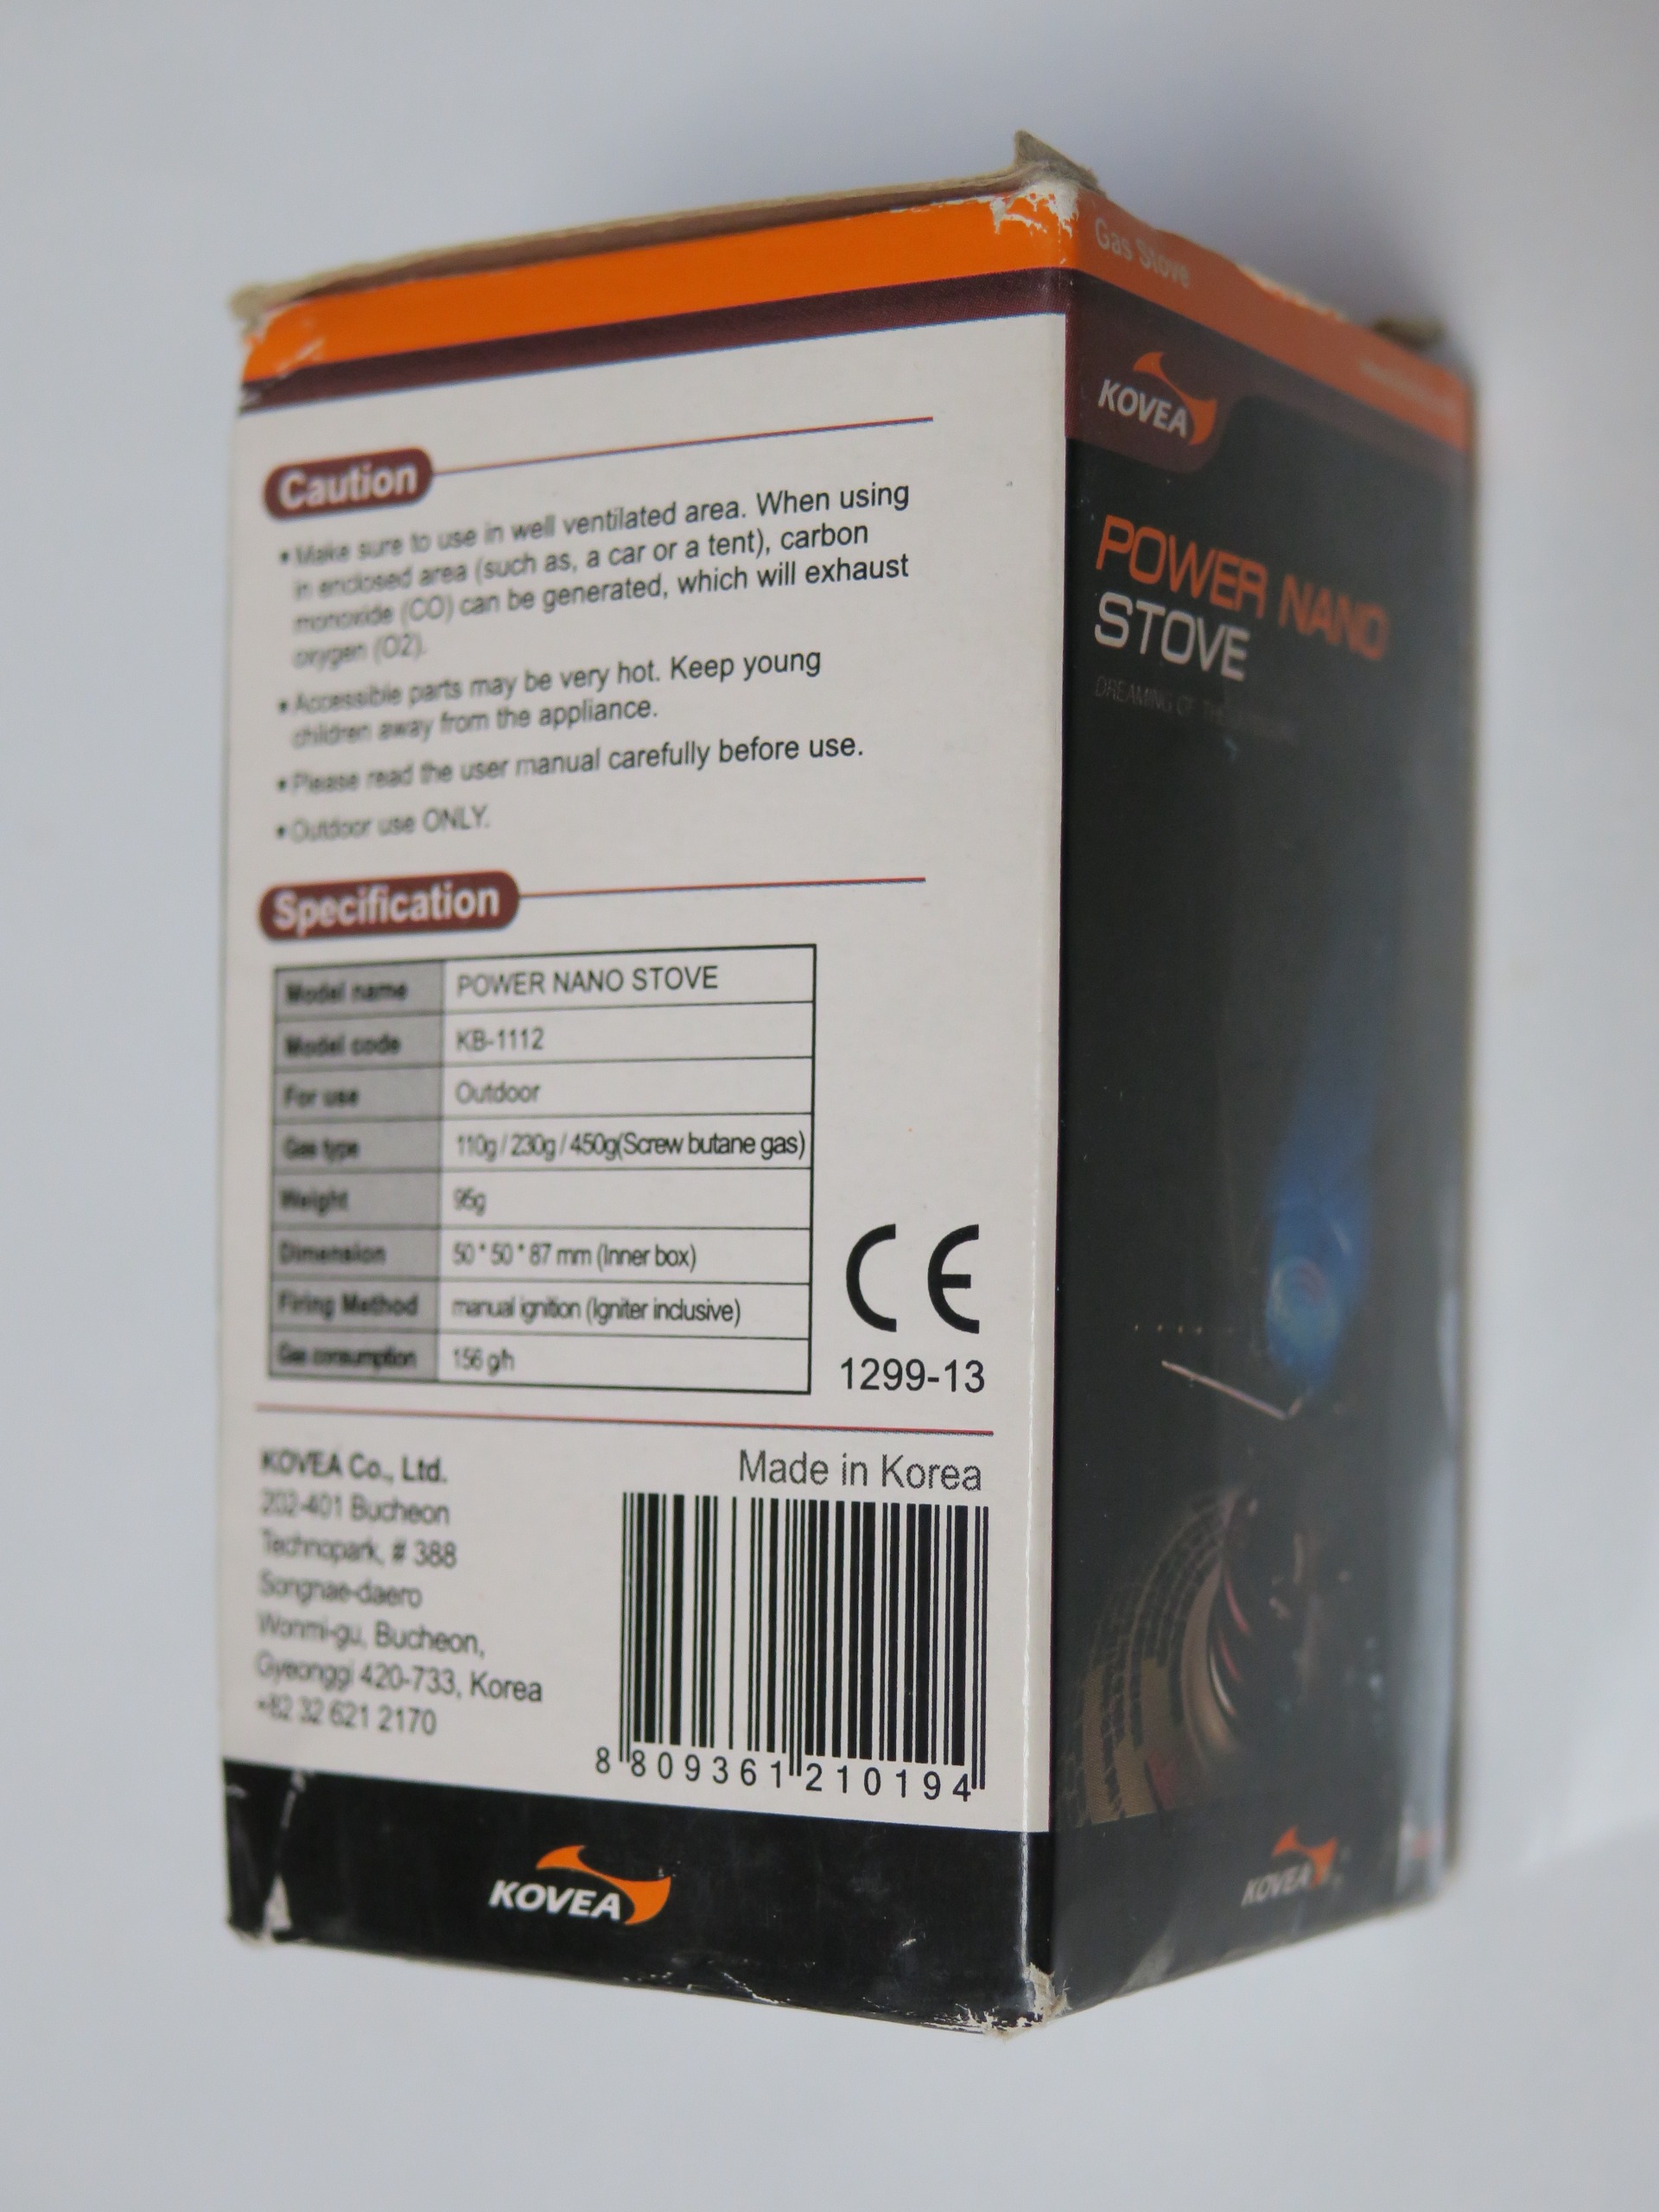 Caution
• Make sure to use in well ventilated area. When using
in enclosed area (such as, a car or a tent), carbon
monoxide (CO) can be generated, which will exhaust
oxygen (O2).
• Accessible parts may be very hot. Keep young
children away from the appliance.
• Please read the user manual carefully before use.
• Outdoor use ONLY.
Specification
Model name POWER NANO STOVE
Model code KB-1112
For use Outdoor
Gas type 110g / 230g / 450g(Screw butane gas)
Weight 95g
Dimension 50 * 50 * 87 mm (Inner box)
Firing Method manual ignition (Igniter inclusive)
Gas consumption 156 g/h
CE
1299-13
KOVEA Co., Ltd.
202-401 Bucheon
Technopark, # 388
Songnae-daero
Wonmi-gu, Bucheon,
Gyeonggi 420-733, Korea
+82 32 621 2170
Made in Korea
8 809361 210194
KOVEA
Gas Stove
KOVEA
POWER NANO
STOVE
DREAMING OF THE
KOVEA